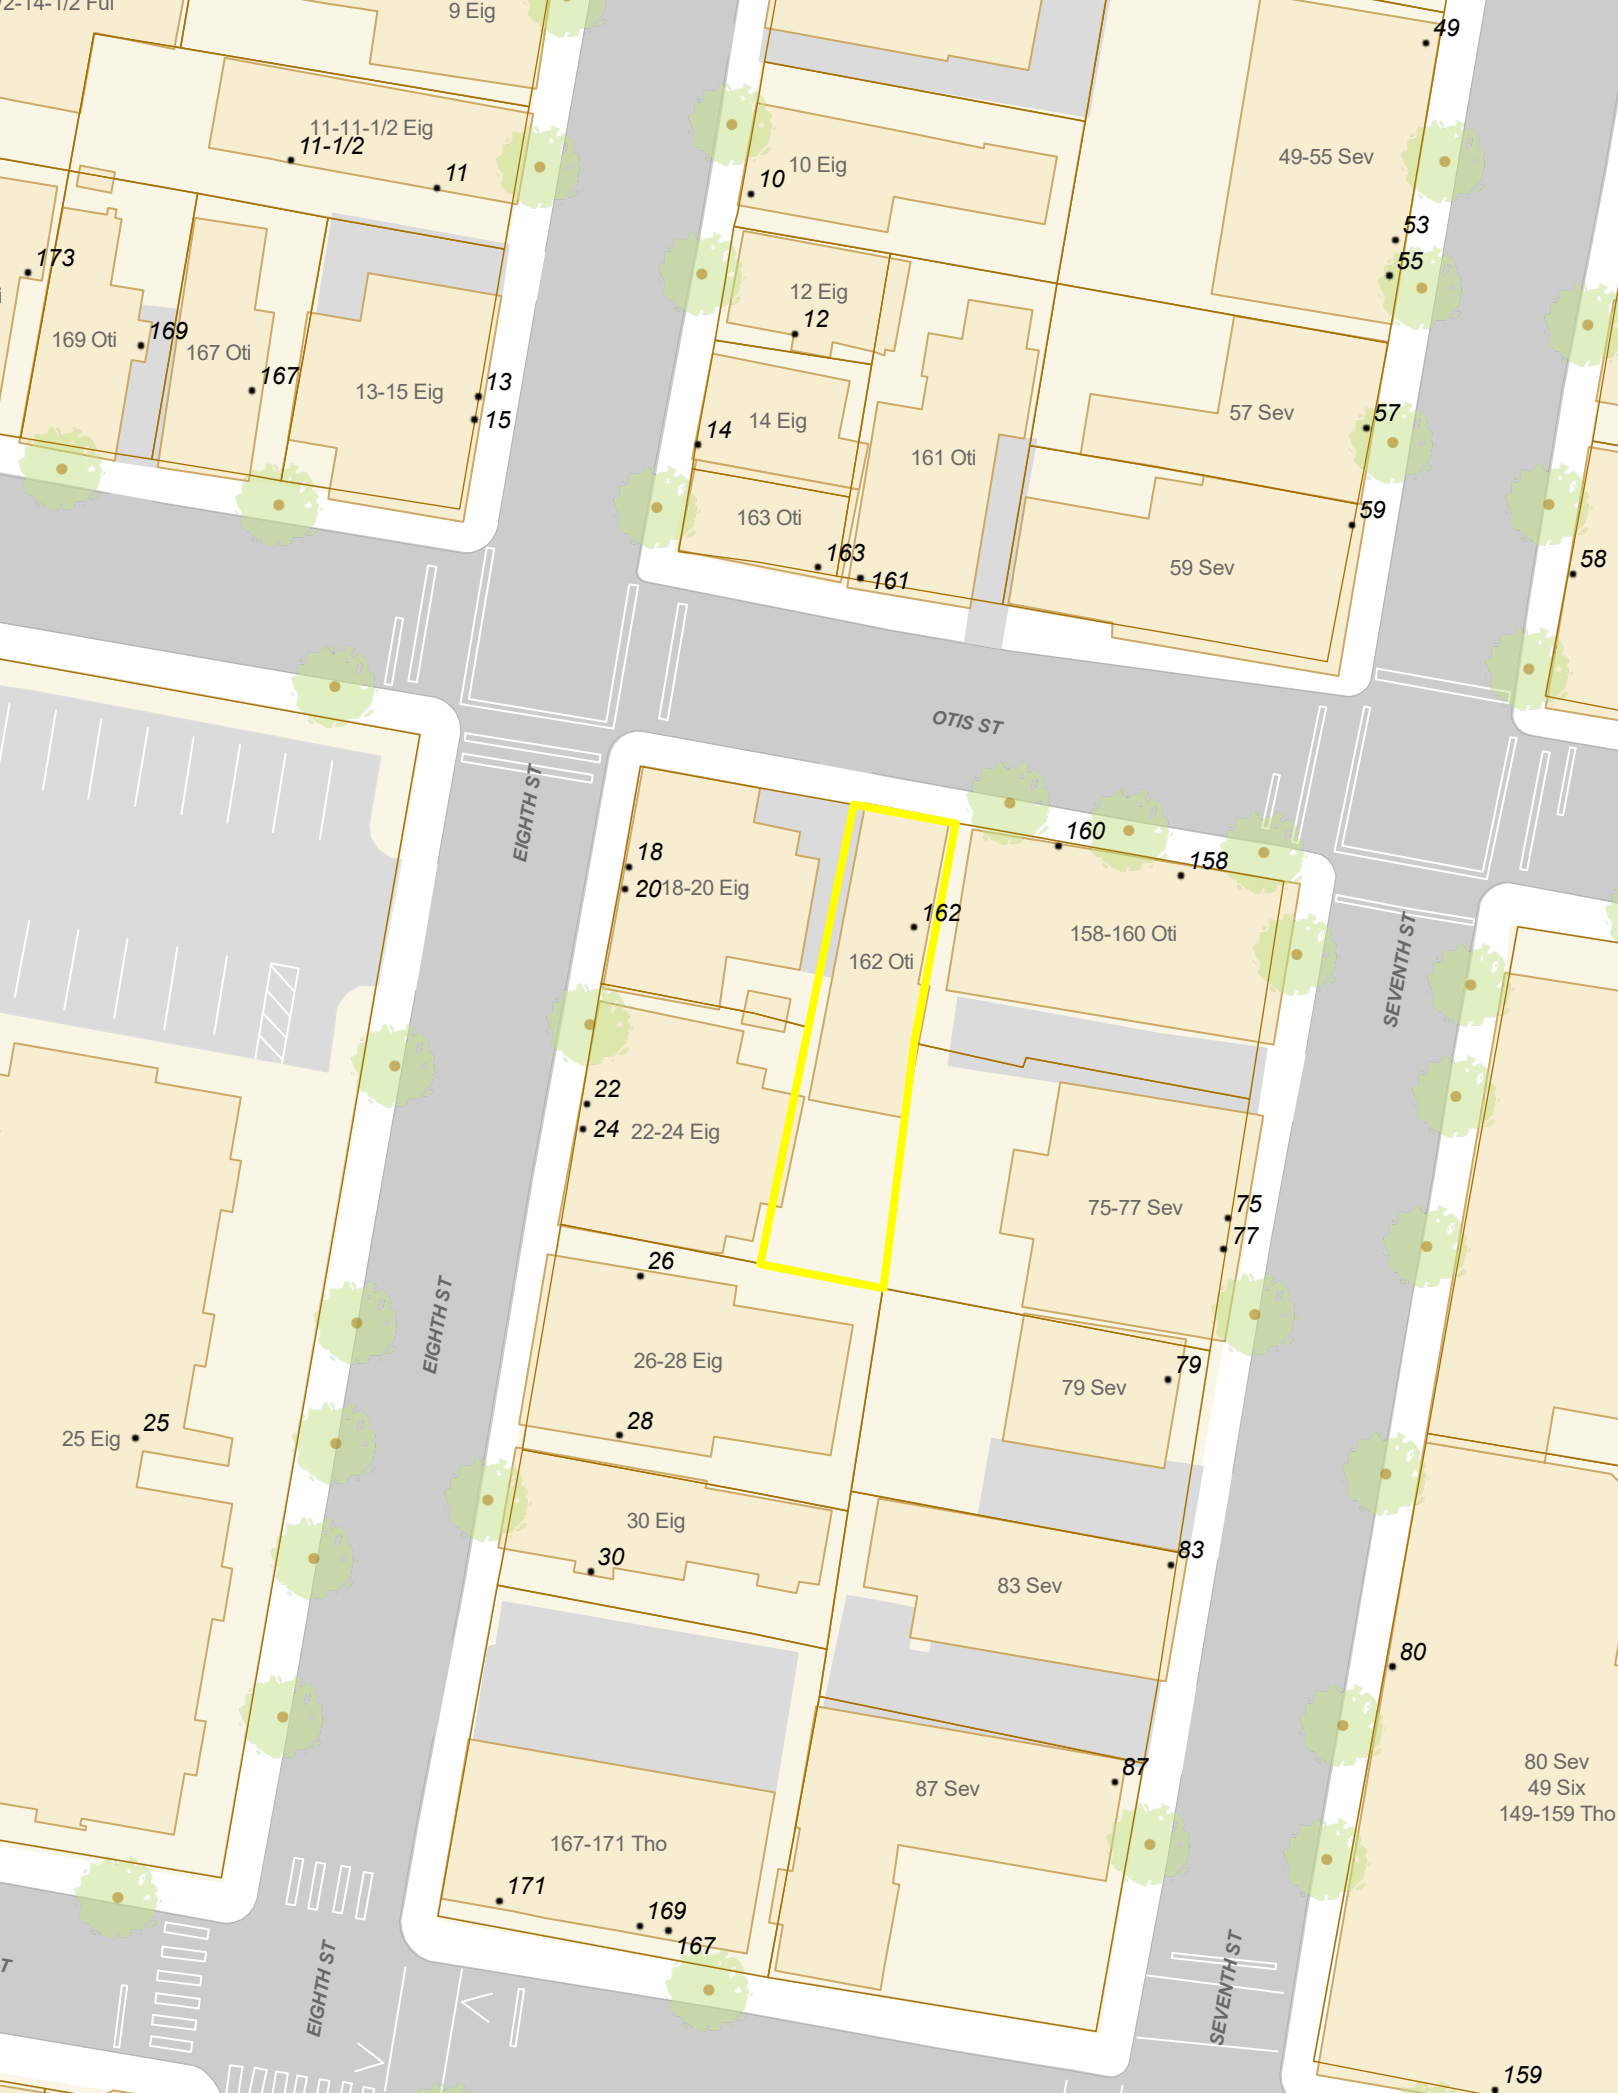 /2-14-1/2 Ful
9 Eig
49
11-11-1/2 Eig
11-1/2
11
10 Eig
10
49-55 Sev
53
55
173
169 Oti
169
167 Oti
167
13-15 Eig
13
15
12 Eig
12
14 Eig
14
161 Oti
57 Sev
57
163 Oti
163
161
59
59 Sev
58
OTIS ST
EIGHTH ST
18
20
18-20 Eig
162
162 Oti
160
158
158-160 Oti
SEVENTH ST
22
24
22-24 Eig
75-77 Sev
75
77
26
EIGHTH ST
26-28 Eig
28
79
79 Sev
25
25 Eig
30 Eig
30
83
83 Sev
80
87
87 Sev
80 Sev
49 Six
149-159 Tho
167-171 Tho
171
169
167
EIGHTH ST
SEVENTH ST
T
159